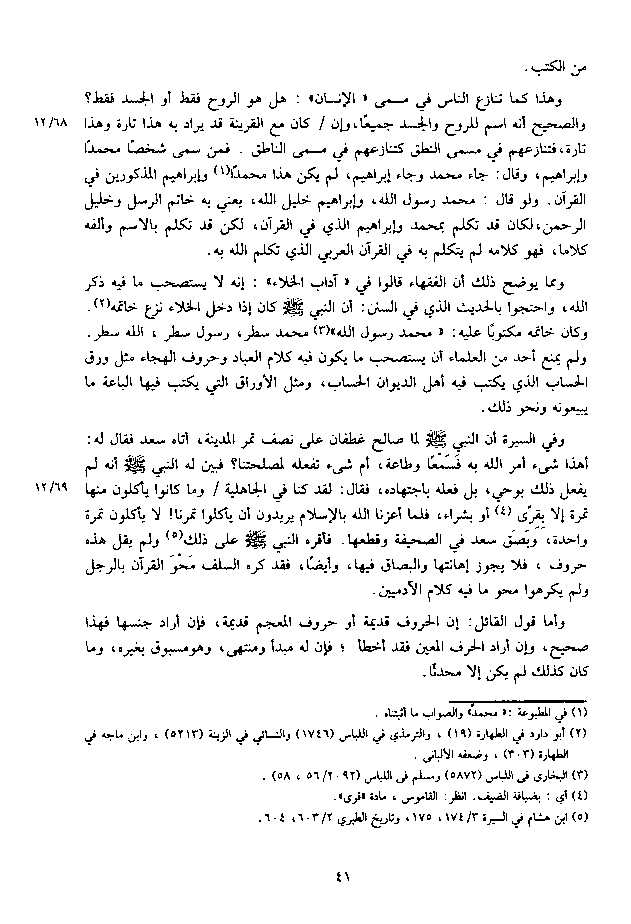 من الكتب .
وهذا كما تنازع الناس في مسمى « الإنسان» : هل هو الروح فقط أو الجسد فقط؟
١٢/٦٨
والصحيح أنه اسم للروح والجسد جميعًا،وإن / كان مع القرينة قد يراد به هذا تارة وهذا
تارة،فتنازعهم في مسمى النطق كتنازعهم في مسمى الناطق . فمن سمى شخصًا محمدًا
وإبراهيم، وقال: جاء محمد وجاء إبراهيم، لم يكن هذا محمدًا(١) وإبراهيم المذكورين في
القرآن. ولو قال : محمد رسول الله، وإبراهيم خليل الله، يعني به خاتم الرسل وخليل
الرحمن،لكان قد تكلم بمحمد وإبراهيم الذي في القرآن، لكن قد تكلم بالاسم وألفه
كلاما، فهو كلامه لم يتكلم به في القرآن العربي الذي تكلم الله به.
ومما يوضح ذلك أن الفقهاء قالوا في « آداب الخلاء» : إنه لا يستصحب ما فيه ذكر
الله، واحتجوا بالحديث الذي في السنن: أن النبي ﷺ كان إذا دخل الخلاء نزع خاتمه(٢).
وكان خاتمه مكتوبًا عليه: « محمد رسول الله»(٣) محمد سطر، رسول سطر ، الله سطر.
ولم يمنع أحد من العلماء أن يستصحب ما يكون فيه كلام العباد وحروف الهجاء مثل ورق
الحساب الذي يكتب فيه أهل الديوان الحساب، ومثل الأوراق التي يكتب فيها الباعة ما
يبيعونه ونحو ذلك.
وفي السيرة أن النبي ﷺ لما صالح غطفان على نصف تمر المدينة، أتاه سعد فقال له:
أهذا شىء أمر الله به فَسَمْعًا وطاعة، أم شىء تفعله لمصلحتنا؟ فبين له النبي ﷺ أنه لم
١٢/٦٩
يفعل ذلك بوحي، بل فعله باجتهاده، فقال: لقد كنا في الجاهلية / وما كانوا يأكلون منها
تمرة إلا بِقِرًى (٤) أو بشراء، فلما أعزنا الله بالإسلام يريدون أن يأكلوا تمرنا! لا يأكلون تمرة
واحدة، وَبَصَقَ سعد في الصحيفة وقطعها. فأقره النبي ﷺ على ذلك(٥) ولم يقل هذه
حروف ، فلا يجوز إهانتها والبصاق فيها، وأيضًا، فقد كره السلف مَحْوَ القرآن بالرجل
ولم يكرهوا محو ما فيه كلام الآدميين.
وأما قول القائل: إن الحروف قديمة أو حروف المعجم قديمة، فإن أراد جنسها فهذا
صحيح، وإن أراد الحرف المعين فقد أخطأ ؛ فإن له مبدأ ومنتهى، وهومسبوق بغيره، وما
كان كذلك لم يكن إلا محدثًا.
(١) في المطبوعة :« محمدٌ» والصواب ما أثبتناه .
(٢) أبو داود في الطهارة (١٩) ، والترمذي في اللباس (١٧٤٦) والنسائي في الزينة (٥٢١٣) ، وابن ماجه في
الطهارة (٣٠٣) ، وضعفه الألباني .
(٣) البخارى فى اللباس (٥٨٧٢) ومسلم فى اللباس (٥٦/٢٠٩٢ ، ٥٨) .
(٤) أي : بضيافة الضيف. انظر: القاموس ، مادة «قرى».
(٥) ابن هشام في السيرة ١٧٤/٣، ١٧٥، وتاريخ الطبري ٦٠٣/٢، ٦٠٤.
٤١